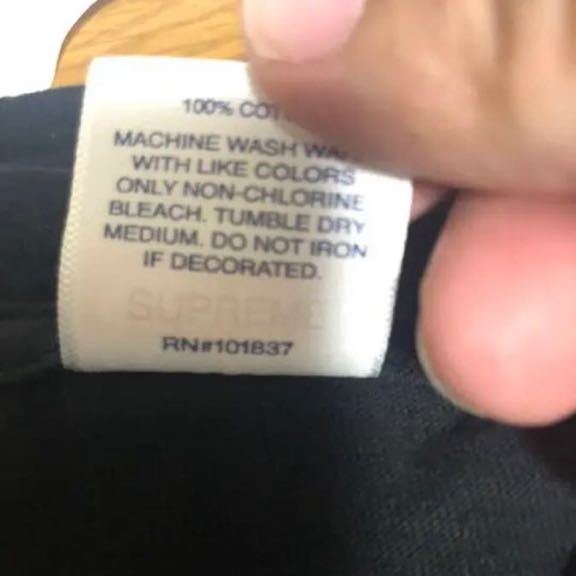 100% COT
MACHINE WASH WA
WITH LIKE COLORS
ONLY NON-CHLORINE
BLEACH. TUMBLE DRY
MEDIUM. DO NOT IRON
IF DECORATED.
SUPREME
RN#101837